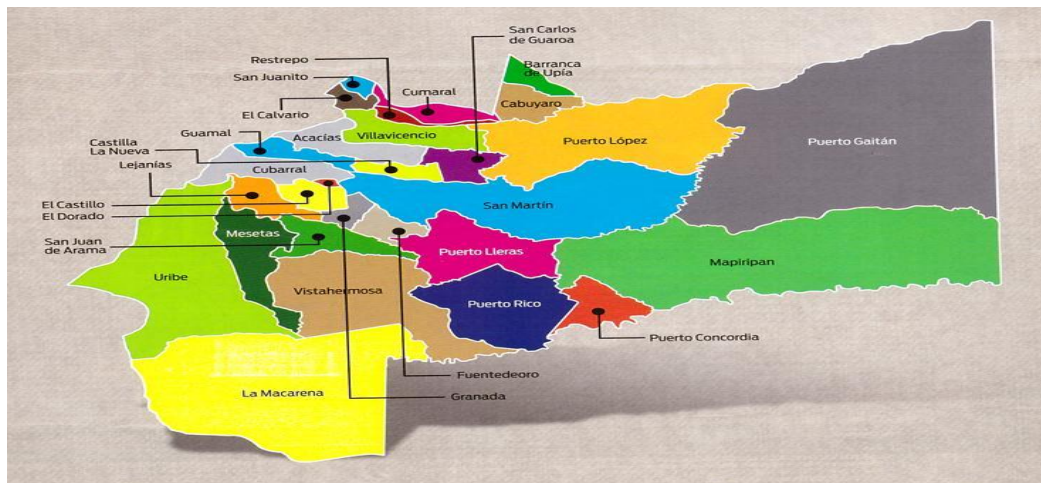 San Carlos
de Guaroa
Restrepo
Barranca
de Upía
San Juanito
Cumaral
Cabuyaro
El Calvario
Guamal
Acacías
Villavicencio
Puerto López
Puerto Gaitán
Castilla
La Nueva
Lejanías
Cubarral
El Castillo
San Martín
El Dorado
Mesetas
San Juan
de Arama
Puerto Lleras
Mapiripan
Uribe
Vistahermosa
Puerto Rico
Puerto Concordia
Fuentedeoro
La Macarena
Granada